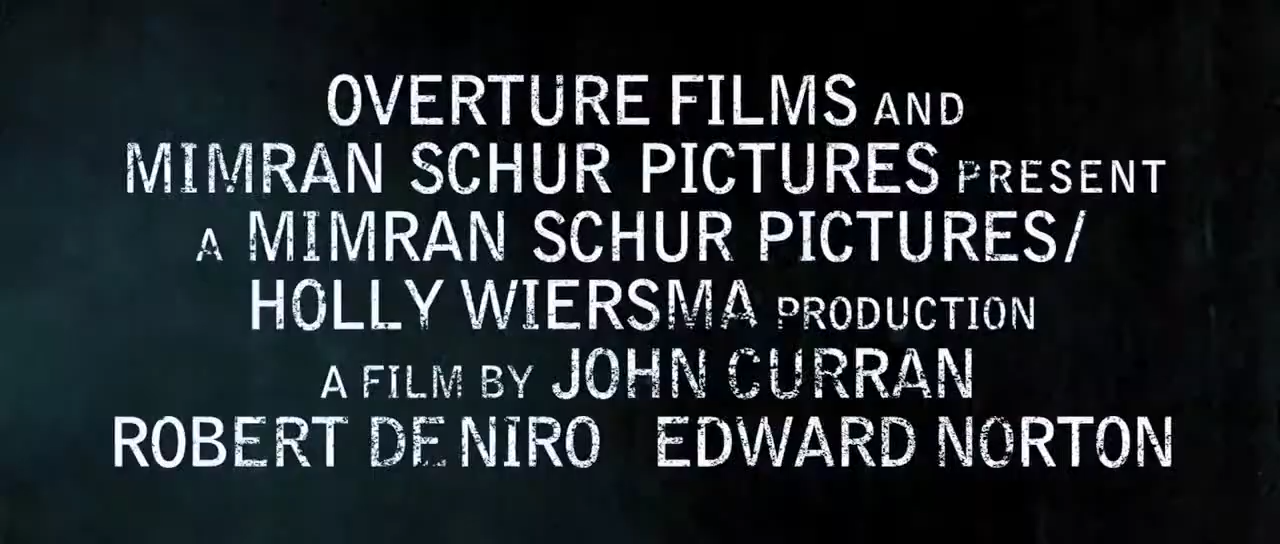 OVERTURE FILMS AND
MIMRAN SCHUR PICTURES PRESENT
A MIMRAN SCHUR PICTURES/
HOLLY WIERSMA PRODUCTION
A FILM BY JOHN CURRAN
ROBERT DE NIRO EDWARD NORTON